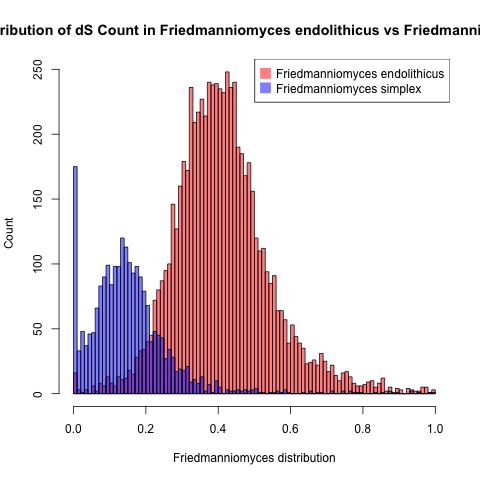 ribution of dS Count in Friedmanniomyces endolithicus vs Friedmanni
Friedmanniomyces endolithicus
Friedmanniomyces simplex
Count
250
200
150
100
50
0
0.0 0.2 0.4 0.6 0.8 1.0
Friedmanniomyces distribution